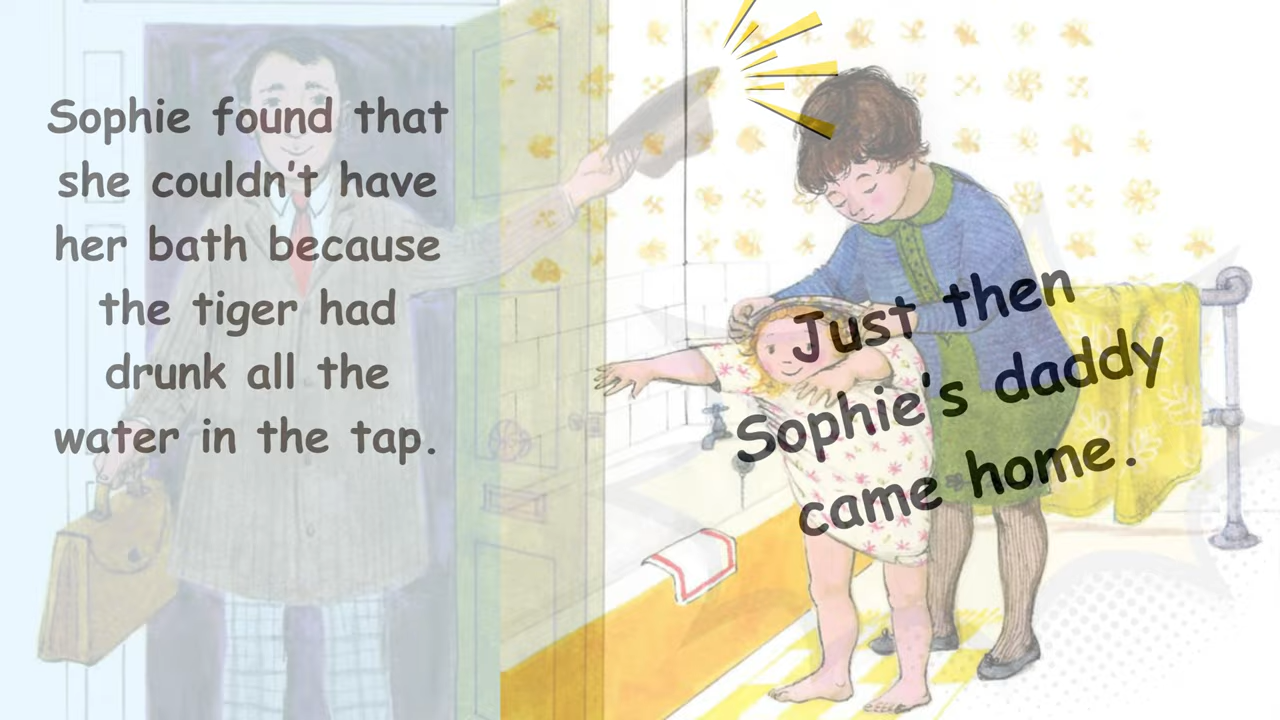 Sophie found that
she couldn't have
her bath because
the tiger had
drunk all the
water in the tap.
Just then
Sophie's daddy
came home.